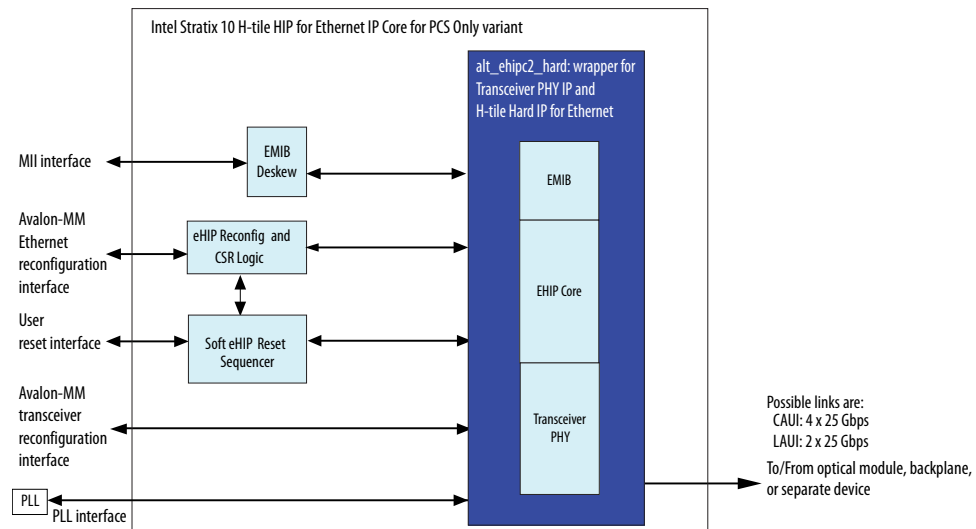 Intel Stratix 10 H-tile HIP for Ethernet IP Core for PCS Only variant
alt_ehipc2_hard: wrapper for
Transceiver PHY IP and
H-tile Hard IP for Ethernet
MII interface
EMIB
Deskew
EMIB
Avalon-MM
Ethernet
reconfiguration
interface
eHIP Reconfig and
CSR Logic
EHIP Core
User
reset interface
Soft eHIP Reset
Sequencer
Avalon-MM
transceiver
reconfiguration
interface
Transceiver
PHY
Possible links are:
CAUI: 4 x 25 Gbps
LAUI: 2 x 25 Gbps
To/From optical module, backplane,
or separate device
PLL
PLL interface